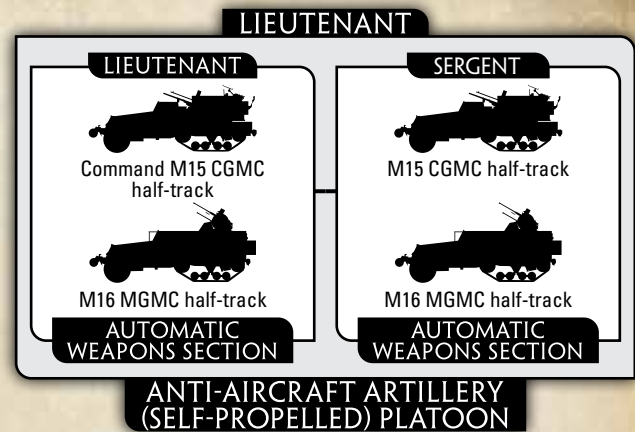 LIEUTENANT
LIEUTENANT
Command M15 CGMC
half-track
M16 MGMC half-track
AUTOMATIC
WEAPONS SECTION
SERGENT
M15 CGMC half-track
M16 MGMC half-track
AUTOMATIC
WEAPONS SECTION
ANTI-AIRCRAFT ARTILLERY
(SELF-PROPELLED) PLATOON